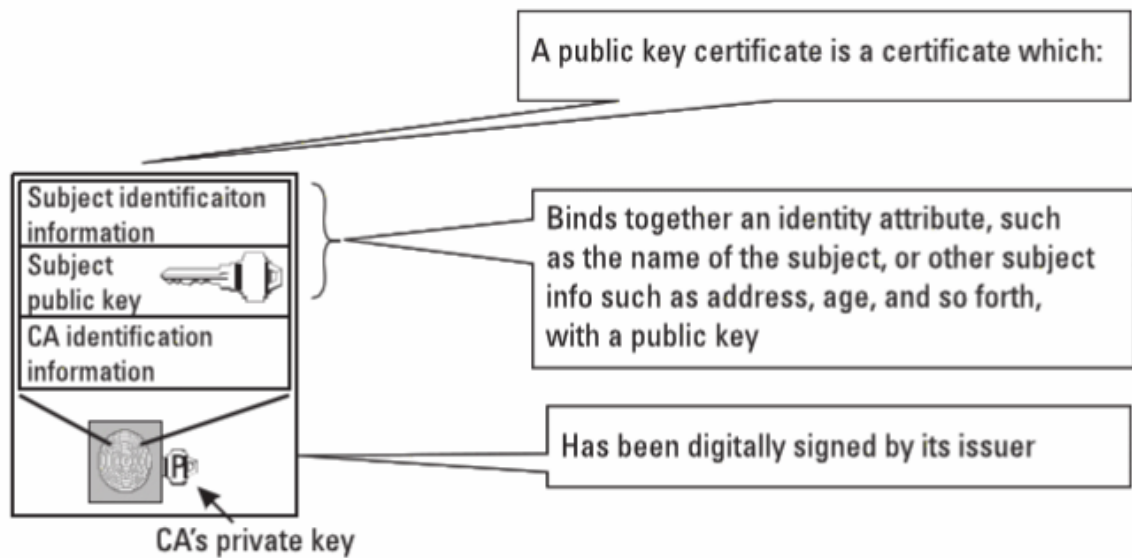 A public key certificate is a certificate which:
Subject identificaiton
information
Subject
public key
CA identification
information
Binds together an identity attribute, such
as the name of the subject, or other subject
info such as address, age, and so forth,
with a public key
Has been digitally signed by its issuer
CA's private key